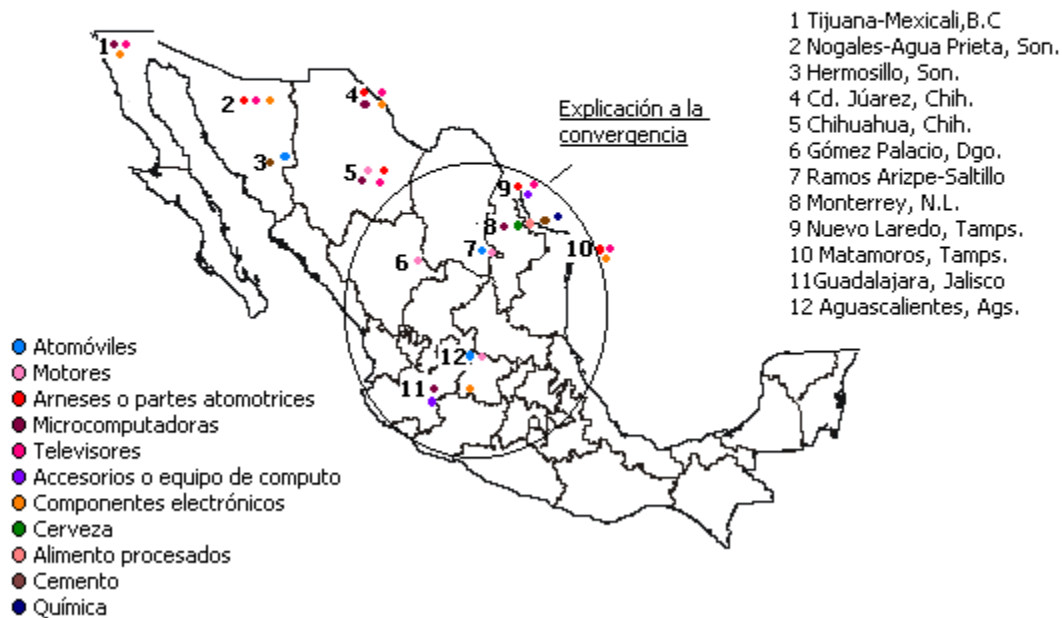 1 Tijuana-Mexicali,B.C
2 Nogales-Agua Prieta, Son.
3 Hermosillo, Son.
4 Cd. Júarez, Chih.
5 Chihuahua, Chih.
6 Gómez Palacio, Dgo.
7 Ramos Arizpe-Saltillo
8 Monterrey, N.L.
9 Nuevo Laredo, Tamps.
10 Matamoros, Tamps.
11Guadalajara, Jalisco
12 Aguascalientes, Ags.
Explicación a la
convergencia
1
2
3
4
5
6
7
8
9
10
11
12
Atomóviles
Motores
Arneses o partes atomotrices
Microcomputadoras
Televisores
Accesorios o equipo de computo
Componentes electrónicos
Cerveza
Alimento procesados
Cemento
Química